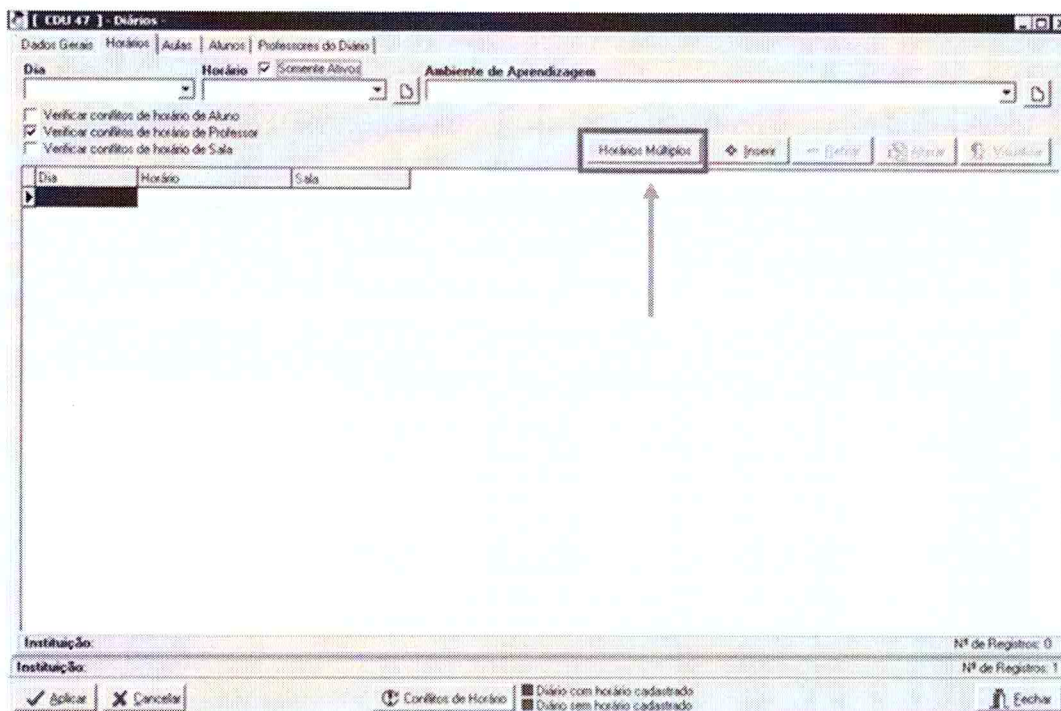 [ CDU 47 ] - Diários -
Dados Gerais Horários Aulas Alunos Professores do Diário
Dia Horário Somente Ativos Ambiente de Aprendizagem
Verificar conflitos de horário de Aluno
Verificar conflitos de horário de Professor
Verificar conflitos de horário de Sala
Horários Múltiplos Inserir Retirar Alterar Visualizar
Dia Horário Sala
Instituição: Nº de Registros: 0
Instituição: Nº de Registros: 1
Aplicar Cancelar Conflitos de Horário Diário com horário cadastrado Fechar
Diário sem horário cadastrado